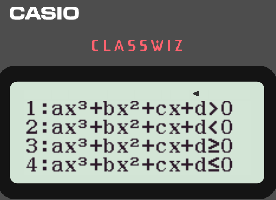 CASIO
CLASSWIZ
1:ax³+bx²+cx+d>0
2:ax³+bx²+cx+d<0
3:ax³+bx²+cx+d≥0
4:ax³+bx²+cx+d≤0